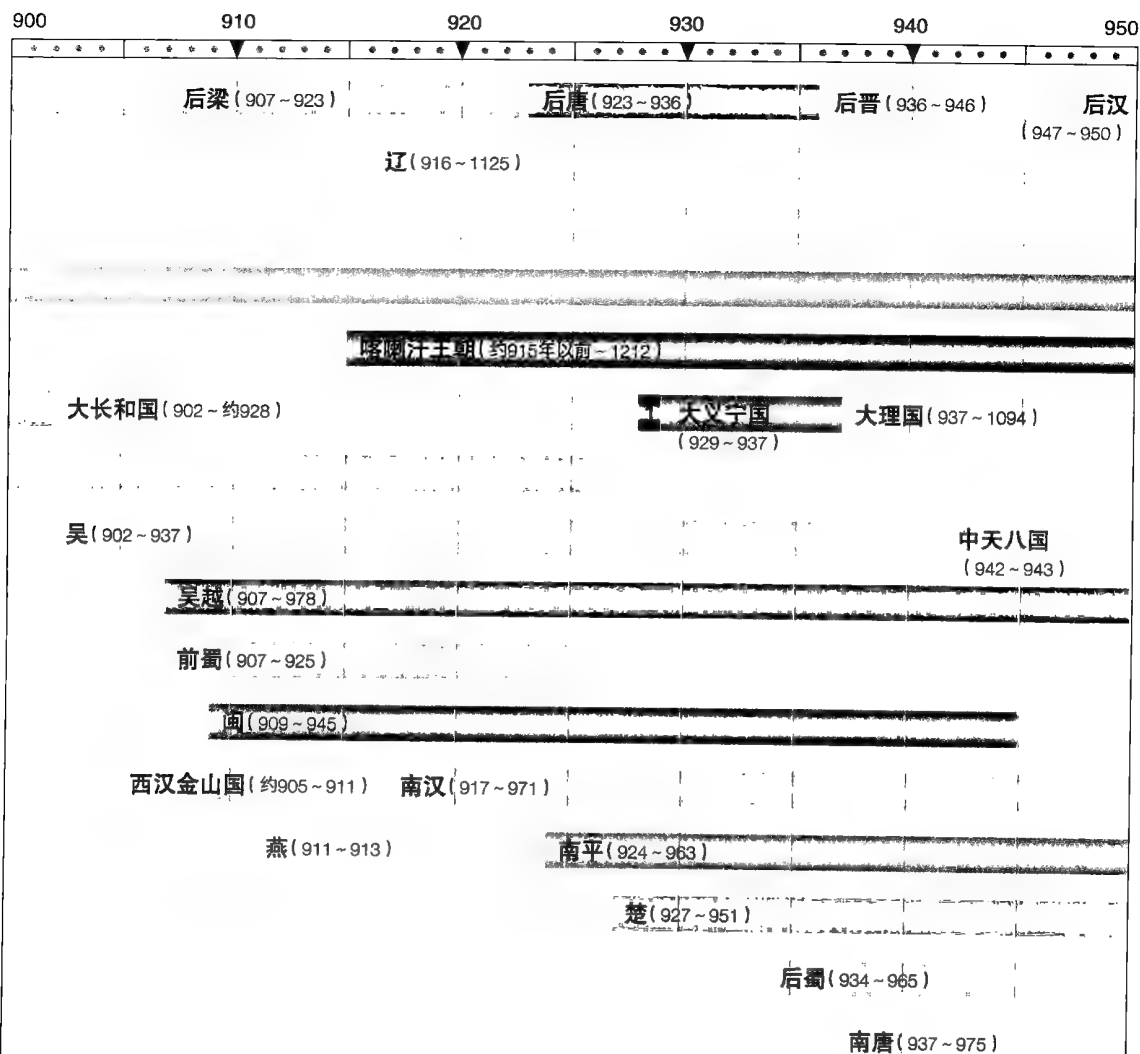 900 910 920 930 940 950
后梁(907~923) 后唐(923~936) 后晋(936~946) 后汉
(947~950)
辽(916~1125)
喀喇汗王朝(约915年以前~1212)
大长和国(902~约928) 1 大义宁国 大理国(937~1094)
(929~937)
吴(902~937) 中天八国
(942~943)
吴越(907~978)
前蜀(907~925)
闽(909~945)
西汉金山国(约905~911) 南汉(917~971)
燕(911~913) 南平(924~963)
楚(927~951)
后蜀(934~965)
南唐(937~975)